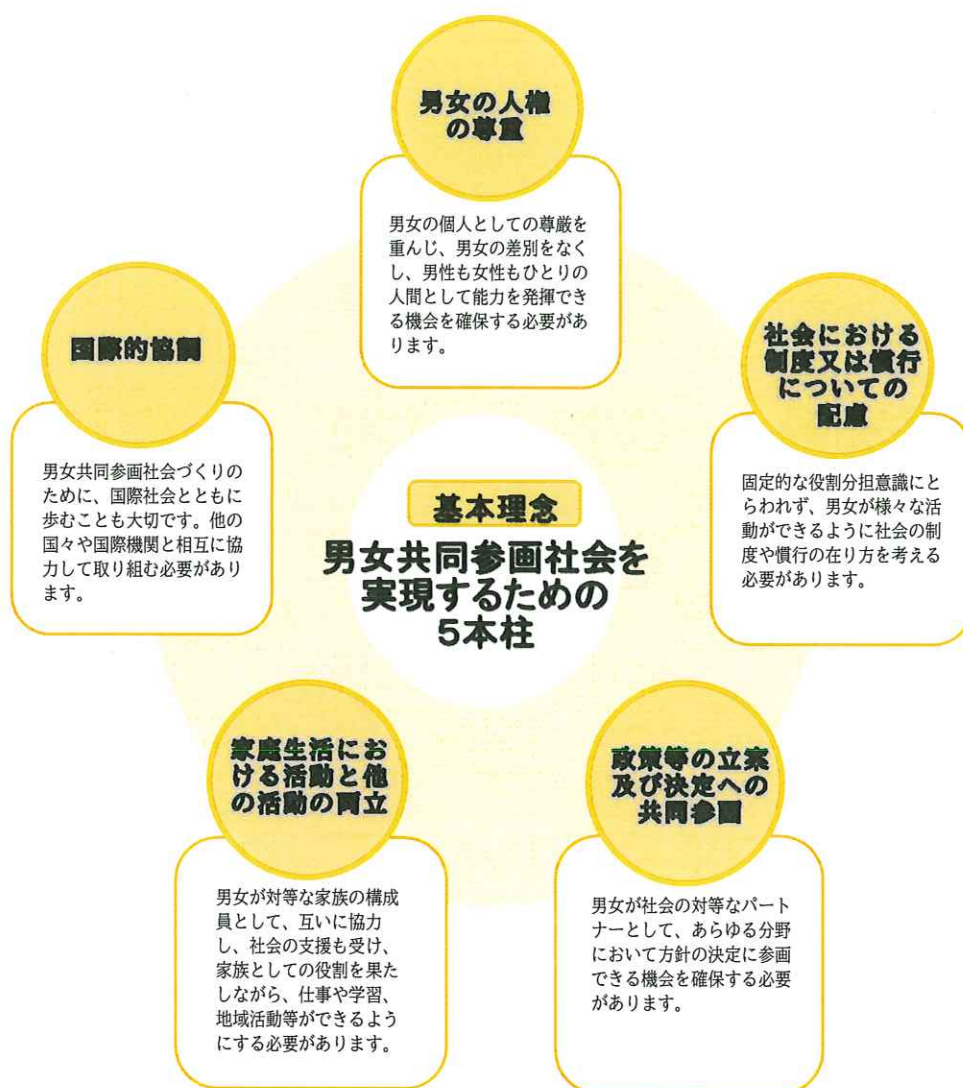 男女の人権
の尊重
男女の個人としての尊厳を
重んじ、男女の差別をなく
し、男性も女性もひとりの
人間として能力を発揮でき
る機会を確保する必要があ
ります。
社会における
制度又は慣行
についての
配慮
固定的な役割分担意識にと
らわれず、男女が様々な活
動ができるように社会の制
度や慣行の在り方を考える
必要があります。
政策等の立案
及び決定への
共同参画
男女が社会の対等なパート
ナーとして、あらゆる分野
において方針の決定に参画
できる機会を確保する必要
があります。
家庭生活にお
ける活動と他
の活動の両立
男女が対等な家族の構成
員として、互いに協力
し、社会の支援も受け、
家族としての役割を果た
しながら、仕事や学習、
地域活動等ができるよう
にする必要があります。
国際的協調
男女共同参画社会づくりの
ために、国際社会とともに
歩むことも大切です。他の
国々や国際機関と相互に協
力して取り組む必要があり
ます。
基本理念
男女共同参画社会を
実現するための
5本柱